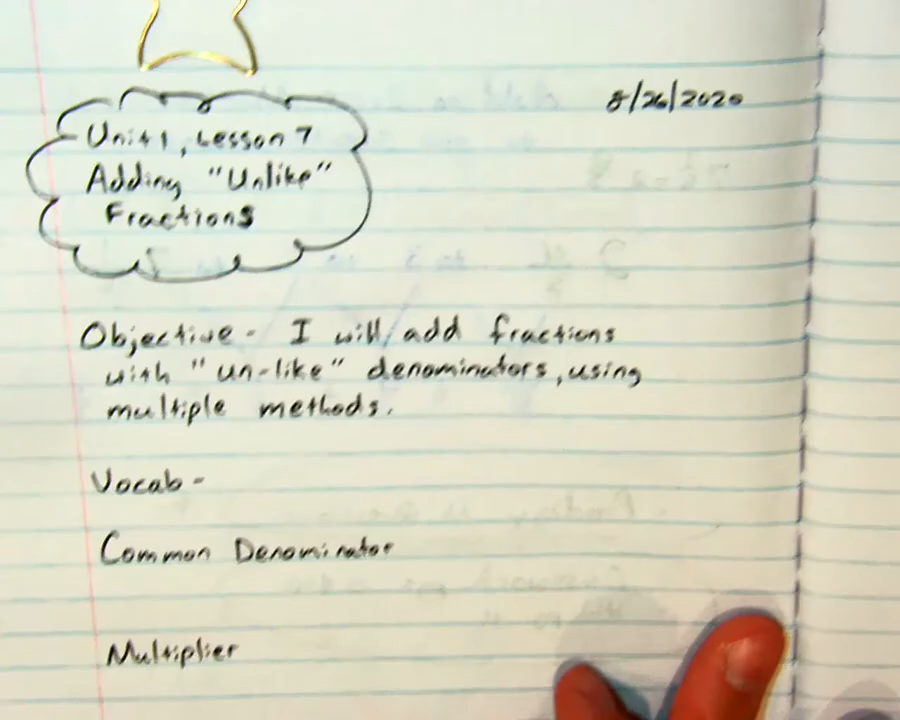 8/26/2020
Unit 1, Lesson 7
Adding "Unlike"
Fractions
Objective - I will add fractions
with "un-like" denominators, using
multiple methods.
Vocab -
Common Denominator
Multiplier